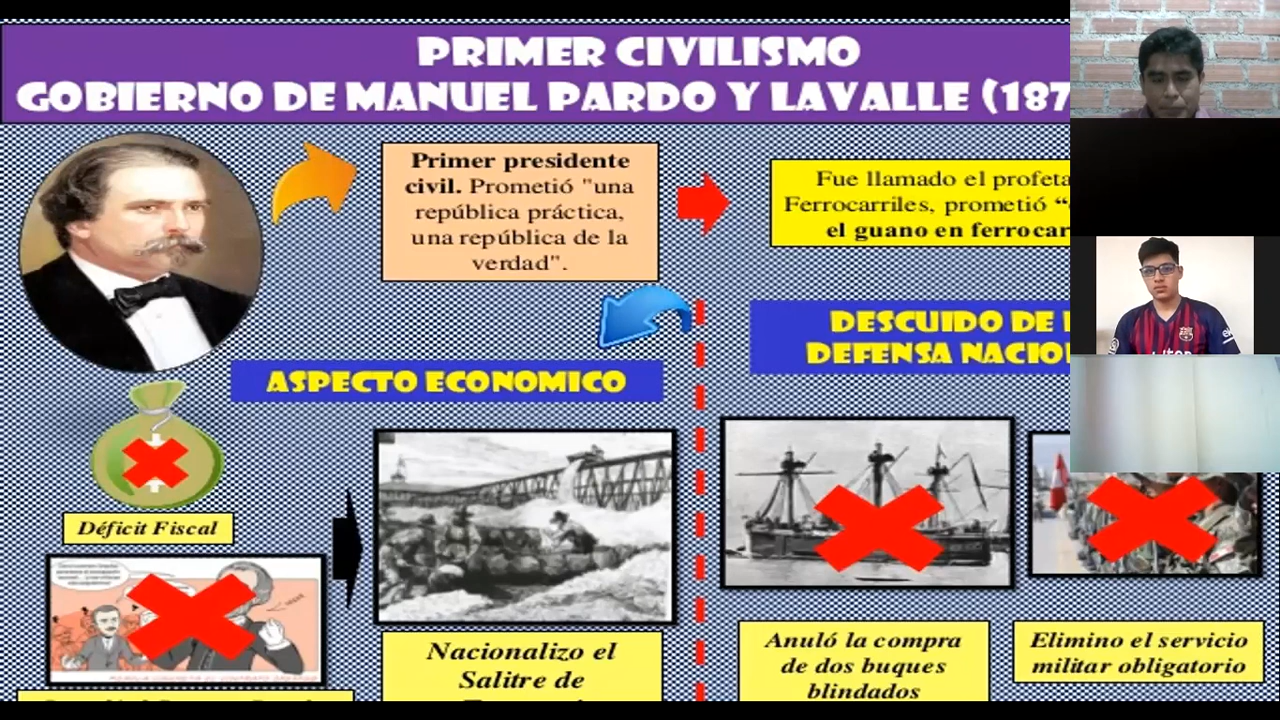 PRIMER CIVILISMO
GOBIERNO DE MANUEL PARDO Y LAVALLE (187
Primer presidente
civil. Prometió "una
república práctica,
una república de la
verdad".
Fue llamado el profeta
Ferrocarriles, prometió “
el guano en
DESCUIDO DE
DEFENSA
ASPECTO ECONOMICO
Déficit Fiscal
Nacionalizo el
Salitre de
Anuló la compra
de dos buques
blindados
Elimino el servicio
militar obligatorio